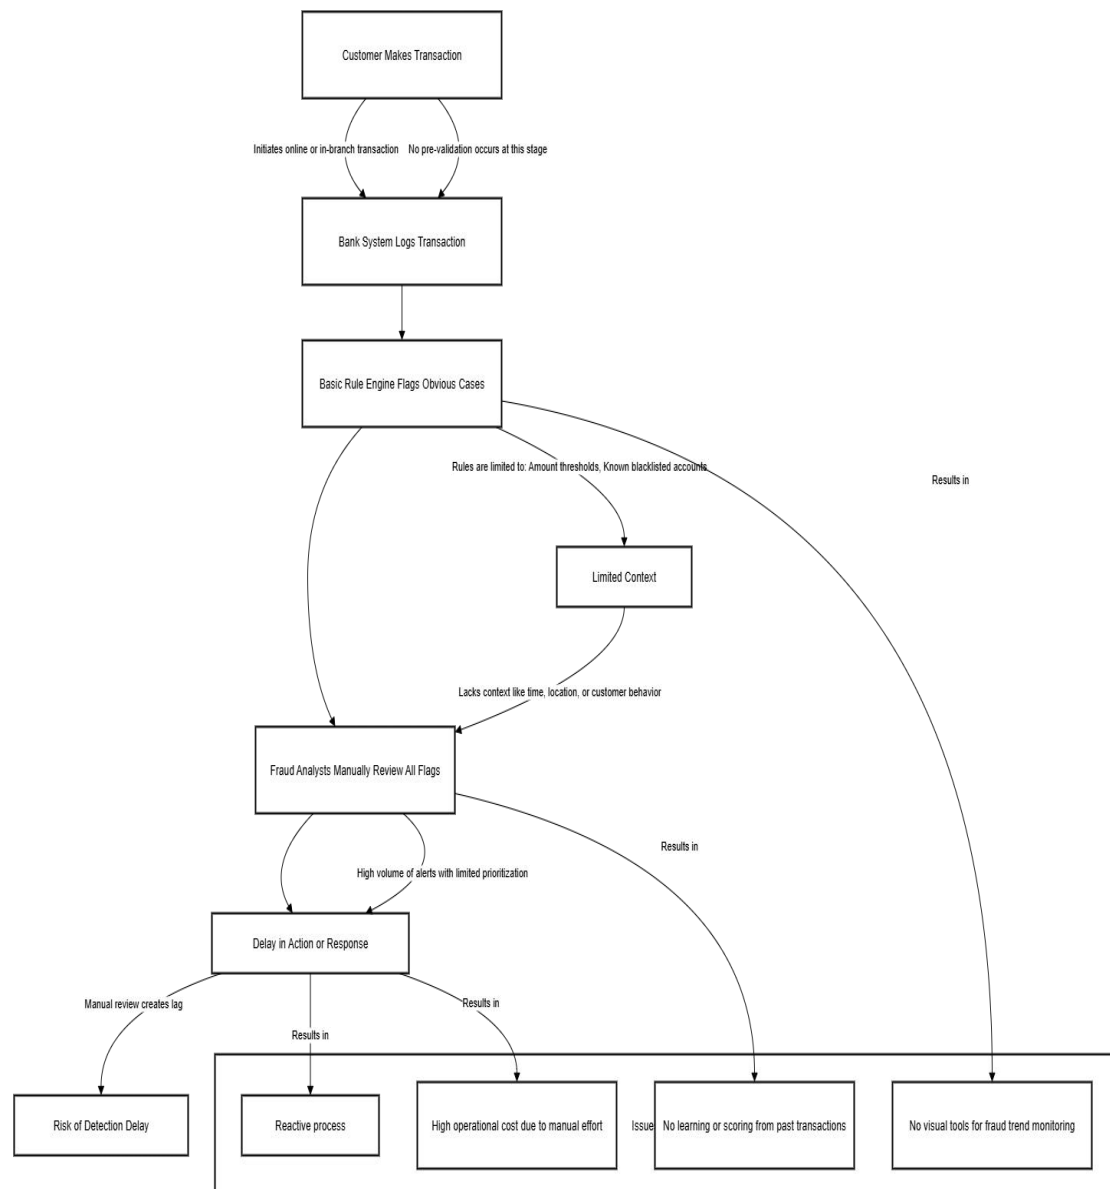 Customer Makes Transaction
Initiates online or in-branch transaction
No pre-validation occurs at this stage
Bank System Logs Transaction
Basic Rule Engine Flags Obvious Cases
Rules are limited to: Amount thresholds, Known blacklisted accounts
Results in
Limited Context
Lacks context like time, location, or customer behavior
Fraud Analysts Manually Review All Flags
Results in
High volume of alerts with limited prioritization
Delay in Action or Response
Manual review creates lag
Results in
Results in
Risk of Detection Delay
Reactive process
High operational cost due to manual effort
Issue
No learning or scoring from past transactions
No visual tools for fraud trend monitoring